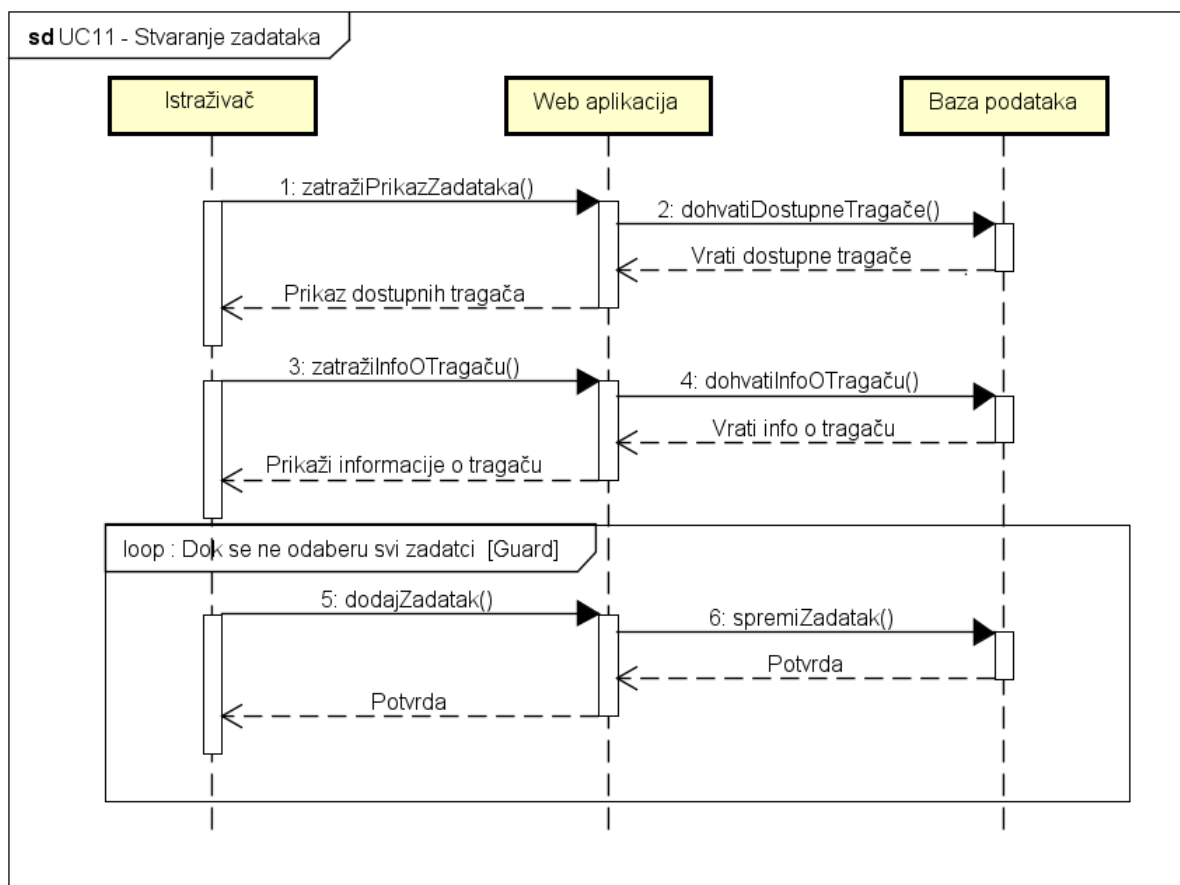 sd UC11 - Stvaranje zadataka
Istraživač
Web aplikacija
Baza podataka
1: zatražiPrikazZadataka()
2: dohvatiDostupneTragače()
Vrati dostupne tragače
Prikaz dostupnih tragača
3: zatražiInfoOTragaču()
4: dohvatiInfoOTragaču()
Vrati info o tragaču
Prikaži informacije o tragaču
loop : Dok se ne odaberu svi zadatci [Guard]
5: dodajZadatak()
6: spremiZadatak()
Potvrda
Potvrda